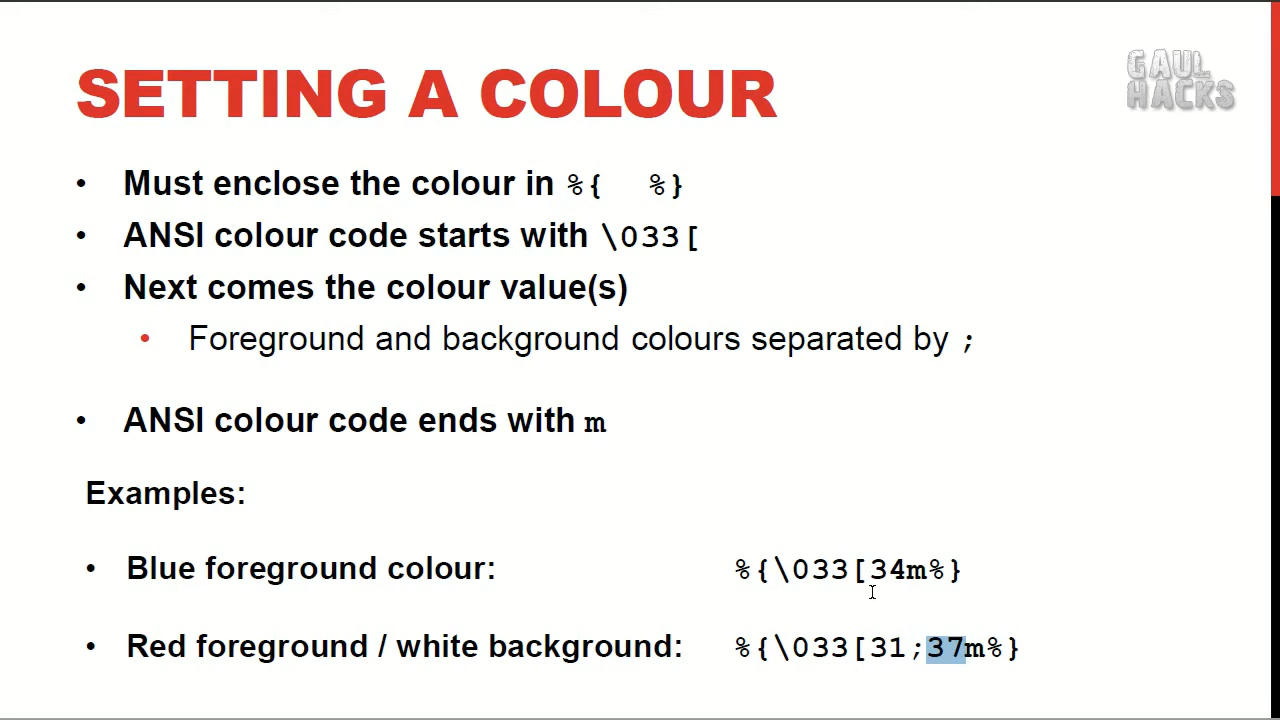 SETTING A COLOUR
GAUL
HACKS
• Must enclose the colour in %{  %}
• ANSI colour code starts with \033[
• Next comes the colour value(s)
• Foreground and background colours separated by ;
• ANSI colour code ends with m
Examples:
• Blue foreground colour: %{\033[34m%}
• Red foreground / white background: %{\033[31;37m%}